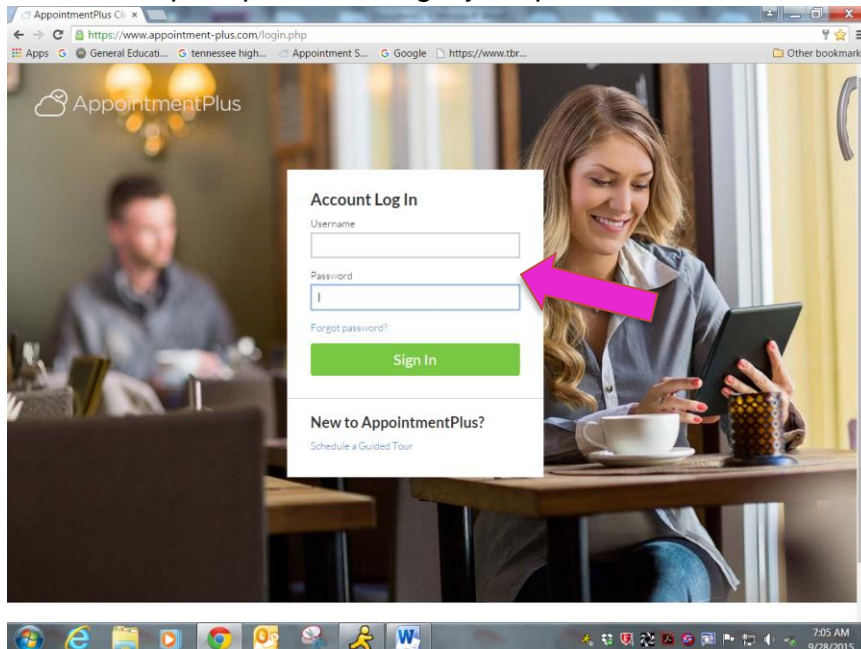 AppointmentPlus Cli
https://www.appointment-plus.com/login.php
Apps
General Educati...
tennessee high...
Appointment S...
Google
https://www.tbr...
Other bookmark
AppointmentPlus
Account Log In
Username
Password
Forgot password?
Sign In
New to AppointmentPlus?
Schedule a Guided Tour
7:05 AM
9/28/2015